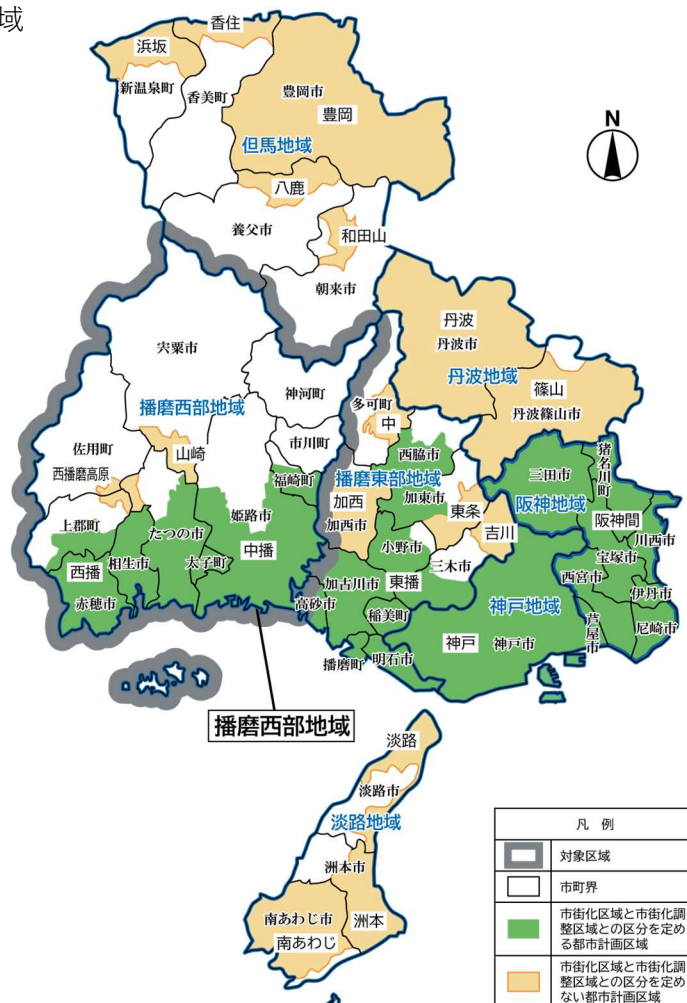 域
香住
浜坂
新温泉町
香美町
豊岡市
豊岡
N
但馬地域
八鹿
養父市
和田山
朝来市
丹波
宍粟市
丹波市
丹波地域
神河町
篠山
播磨西部地域
多可町
丹波篠山市
中
佐用町
山崎
市川町
西脇市
猪名川町
西播磨高原
福崎町
播磨東部地域
三田市
加西
加東市
東条
阪神地域
上郡町
姫路市
加西市
吉川
阪神間
たつの市
中播
小野市
川西市
西播
相生市
太子町
三木市
宝塚市
加古川市
東播
西宮市
伊丹市
赤穂市
高砂市
稲美町
神戸地域
芦屋市
尼崎市
神戸
神戸市
播磨町
明石市
播磨西部地域
淡路
淡路市
淡路地域
洲本市
南あわじ市
洲本
南あわじ
凡 例
対象区域
市町界
市街化区域と市街化調
整区域との区分を定め
る都市計画区域
市街化区域と市街化調
整区域との区分を定め
ない都市計画区域